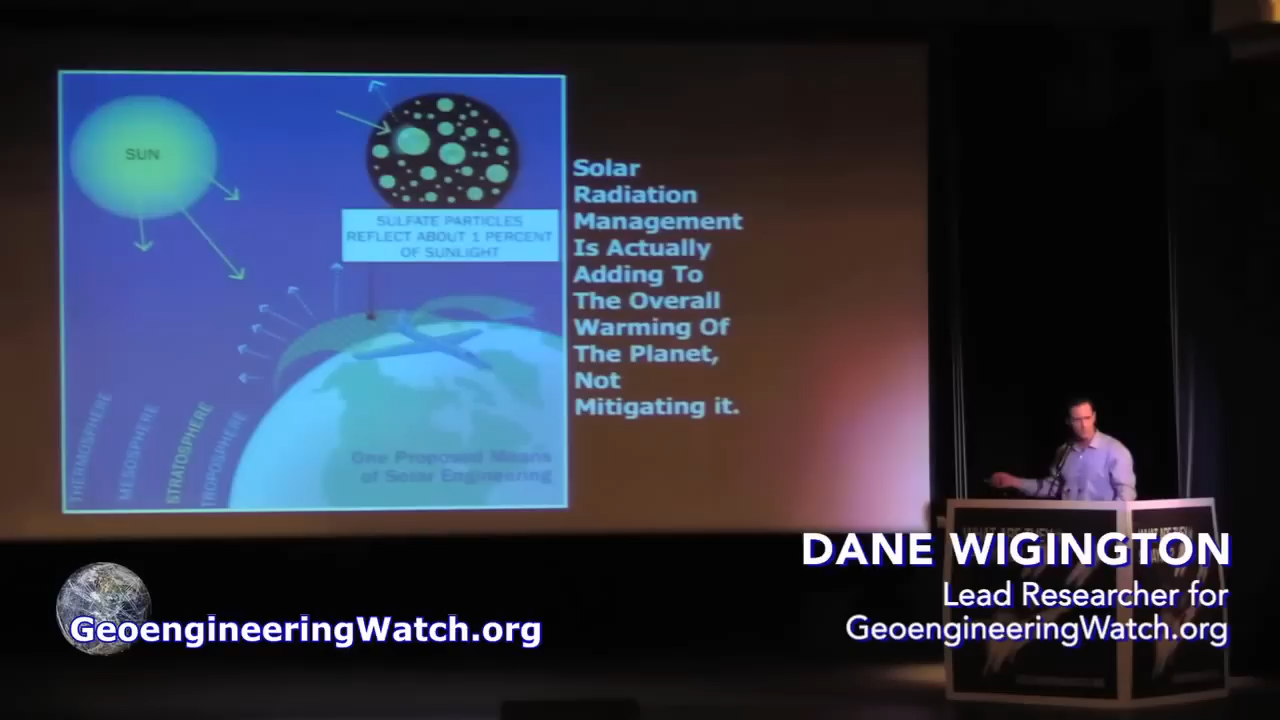 SUN
SULFATE PARTICLES
REFLECT ABOUT 1 PERCENT
OF SUNLIGHT
THERMOSPHERE
MESOSPHERE
STRATOSPHERE
TROPOSPHERE
One Proposed Means
of Solar Engineering
Solar
Radiation
Management
Is Actually
Adding To
The Overall
Warming Of
The Planet,
Not
Mitigating it.
DANE WIGINGTON
Lead Researcher for
GeoengineeringWatch.org
GeoengineeringWatch.org